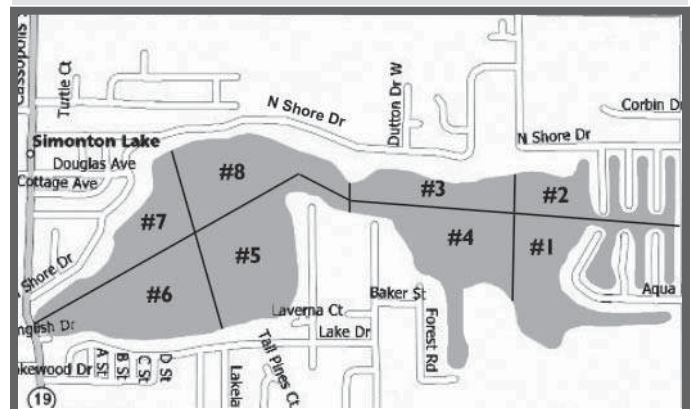 Cassopolis
Turtle Ct
N Shore Dr
Dutton Dr W
Corbin D
Simonton Lake
N Shore Dr
Douglas Ave
Cottage Ave
#8
#3
#2
#7
#4
#1
#5
Shore Dr
#6
Baker St
Aqua
Laverna Ct
nglish Dr
Lake Dr
Forest Rd
kewood Dr
A St
B St
C St
D St
Lakela
Tall Pines Ct
19